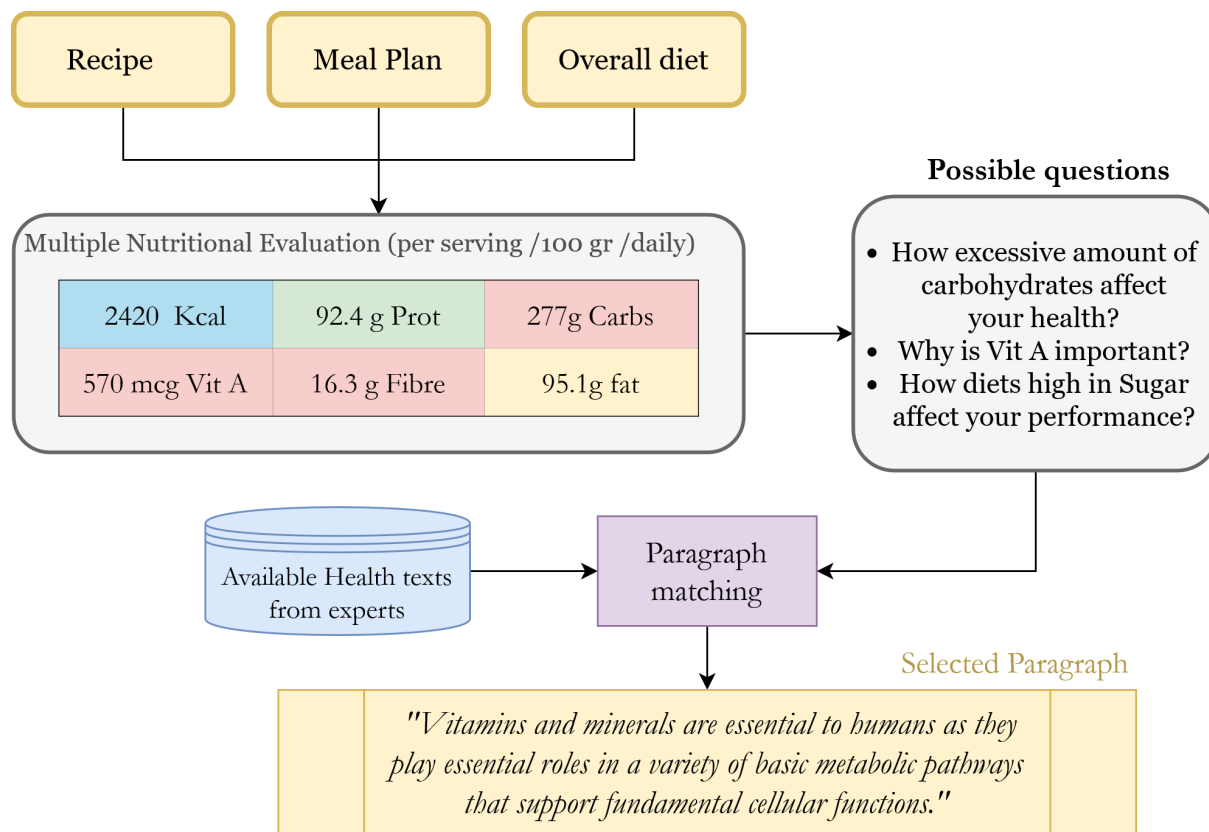 Recipe
Meal Plan
Overall diet
Multiple Nutritional Evaluation (per serving /100 gr /daily)
2420 Kcal
92.4 g Prot
277g Carbs
570 mcg Vit A
16.3 g Fibre
95.1g fat
Possible questions
• How excessive amount of
carbohydrates affect
your health?
• Why is Vit A important?
• How diets high in Sugar
affect your performance?
Available Health texts
from experts
Paragraph
matching
Selected Paragraph
"Vitamins and minerals are essential to humans as they
play essential roles in a variety of basic metabolic pathways
that support fundamental cellular functions."